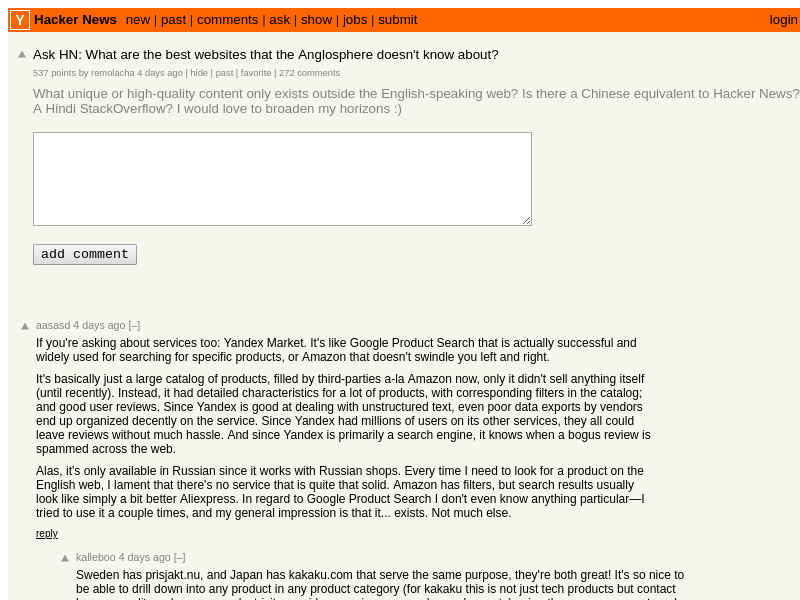 Y Hacker News new | past | comments | ask | show | jobs | submit login
Ask HN: What are the best websites that the Anglosphere doesn't know about?
537 points by remolacha 4 days ago | hide | past | favorite | 272 comments
What unique or high-quality content only exists outside the English-speaking web? Is there a Chinese equivalent to Hacker News?
A Hindi StackOverflow? I would love to broaden my horizons :)
add comment
aasasd 4 days ago [–]
If you're asking about services too: Yandex Market. It's like Google Product Search that is actually successful and
widely used for searching for specific products, or Amazon that doesn't swindle you left and right.
It's basically just a large catalog of products, filled by third-parties a-la Amazon now, only it didn't sell anything itself
(until recently). Instead, it had detailed characteristics for a lot of products, with corresponding filters in the catalog;
and good user reviews. Since Yandex is good at dealing with unstructured text, even poor data exports by vendors
end up organized decently on the service. Since Yandex had millions of users on its other services, they all could
leave reviews without much hassle. And since Yandex is primarily a search engine, it knows when a bogus review is
spammed across the web.
Alas, it's only available in Russian since it works with Russian shops. Every time I need to look for a product on the
English web, I lament that there's no service that is quite that solid. Amazon has filters, but search results usually
look like simply a bit better Aliexpress. In regard to Google Product Search I don't even know anything particular—I
tried to use it a couple times, and my general impression is that it... exists. Not much else.
reply
kalleboo 4 days ago [–]
Sweden has prisjakt.nu, and Japan has kakaku.com that serve the same purpose, they're both great! It's so nice to
be able to drill down into any product in any product category (for kakaku this is not just tech products but contact